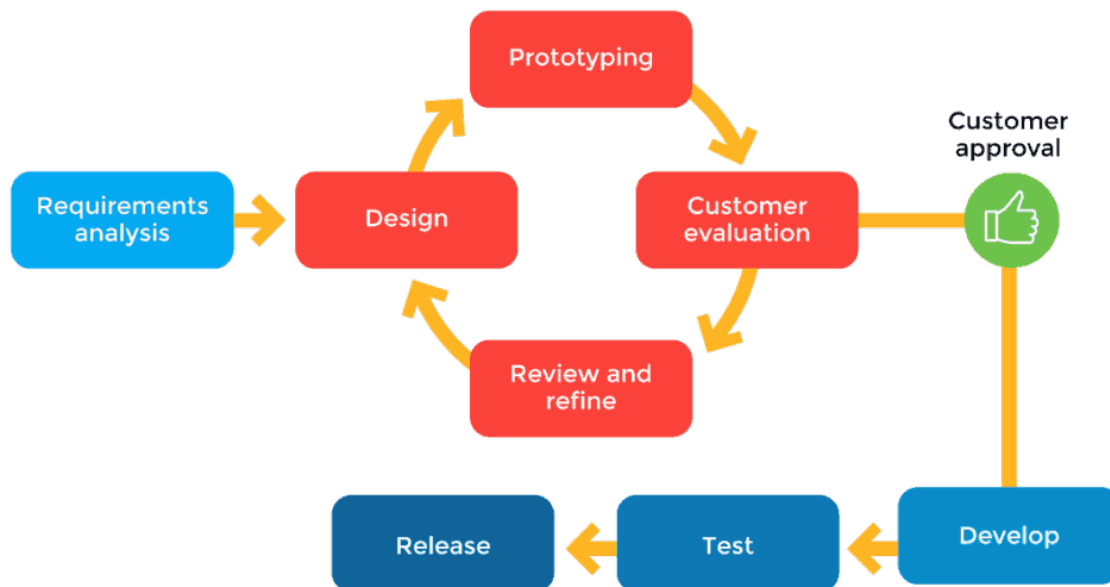 Prototyping
Customer
approval
Requirements
analysis
Design
Customer
evaluation
Review and
refine
Release
Test
Develop